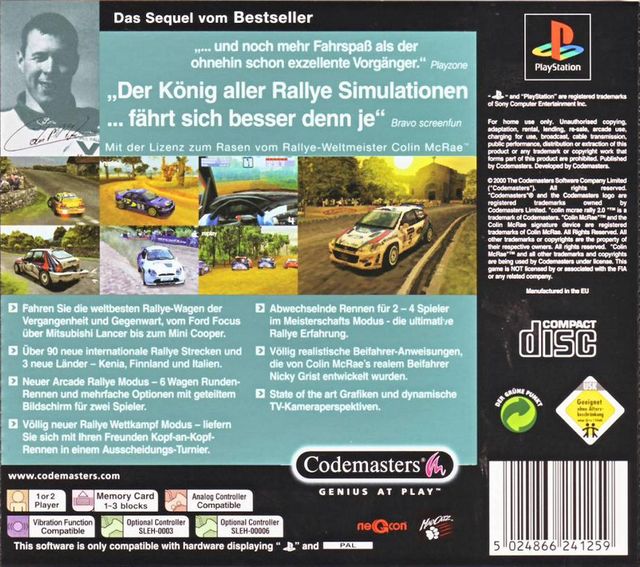 Das Sequel vom Bestseller
„... und noch mehr Fahrspaß als der
ohnehin schon exzellente Vorgänger.“ Playzone
„Der König aller Rallye Simulationen
... fährt sich besser denn je“ Bravo screenfun
Mit der Lizenz zum Rasen vom Rallye-Weltmeister Colin McRae™
Fahren Sie die weltbesten Rallye-Wagen der
Vergangenheit und Gegenwart, vom Ford Focus
über Mitsubishi Lancer bis zum Mini Cooper.
Über 90 neue internationale Rallye Strecken und
3 neue Länder – Kenia, Finnland und Italien.
Neuer Arcade Rallye Modus – 6 Wagen Runden-
Rennen und mehrfache Optionen mit geteiltem
Bildschirm für zwei Spieler.
Völlig neuer Rallye Wettkampf Modus – liefern
Sie sich mit Ihren Freunden Kopf-an-Kopf-
Rennen in einem Ausscheidungs-Turnier.
Abwechselnde Rennen für 2 – 4 Spieler
im Meisterschafts Modus - die ultimative
Rallye Erfahrung.
Völlig realistische Beifahrer-Anweisungen,
die von Colin McRae's realem Beifahrer
Nicky Grist entwickelt wurden.
State of the art Grafiken und dynamische
TV-Kameraperspektiven.
PlayStation
" and "PlayStation" are registered trademarks
of Sony Computer Entertainment Inc.
For home use only. Unauthorised copying,
adaptation, rental, lending, re-sale, arcade use,
charging for use, broadcast, cable transmission,
public performance, distribution or extraction of this
product or any trademark or copyright work that
forms part of this product are prohibited. Published
by Codemasters. Developed by Codemasters.
© 2000 The Codemasters Software Company Limited
("Codemasters"). All rights reserved.
"Codemasters"® and the Codemasters logo are
registered trademarks owned by
Codemasters Limited. "colin mcrae rally 2.0 "™ is a
trademark of Codemasters. "Colin McRae"™ and the
Colin McRae signature device are registered
trademarks of Colin McRae. All Rights Reserved. All
other trademarks or copyrights are the property of
their respective owners. All rights reserved. "Colin
McRae"™ and all other trademarks and copyrights
are being used by Codemasters under license. This
game is NOT licensed by or associated with the FIA
or any related company.
Manufactured in the EU
COMPACT
disc
DER GRÜNE PUNKT
USK
Geeignet
ohne Alters-
beschränkung
Codemasters
GENIUS AT PLAY™
www.codemasters.com
1 or 2
Player
Memory Card
1–3 blocks
Analog Controller
Compatible
Vibration Function
Compatible
Optional Controller
SLEH-0003
Optional Controller
SLEH-00006
neGcon
Mad Catz
This software is only compatible with hardware displaying " " and PAL
5 024866 241259